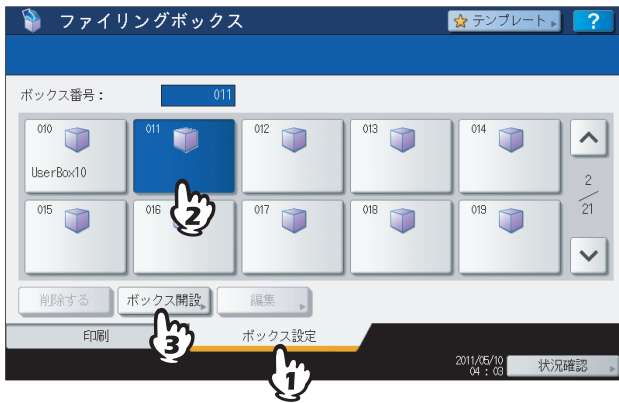 ファイリングボックス
テンプレート
?
ボックス番号：
011
010
011
012
013
014
UserBox10
2
21
015
016
017
018
019
2
削除する
ボックス開設
編集
3
印刷
ボックス設定
1
2011/05/10
04 : 03
状況確認